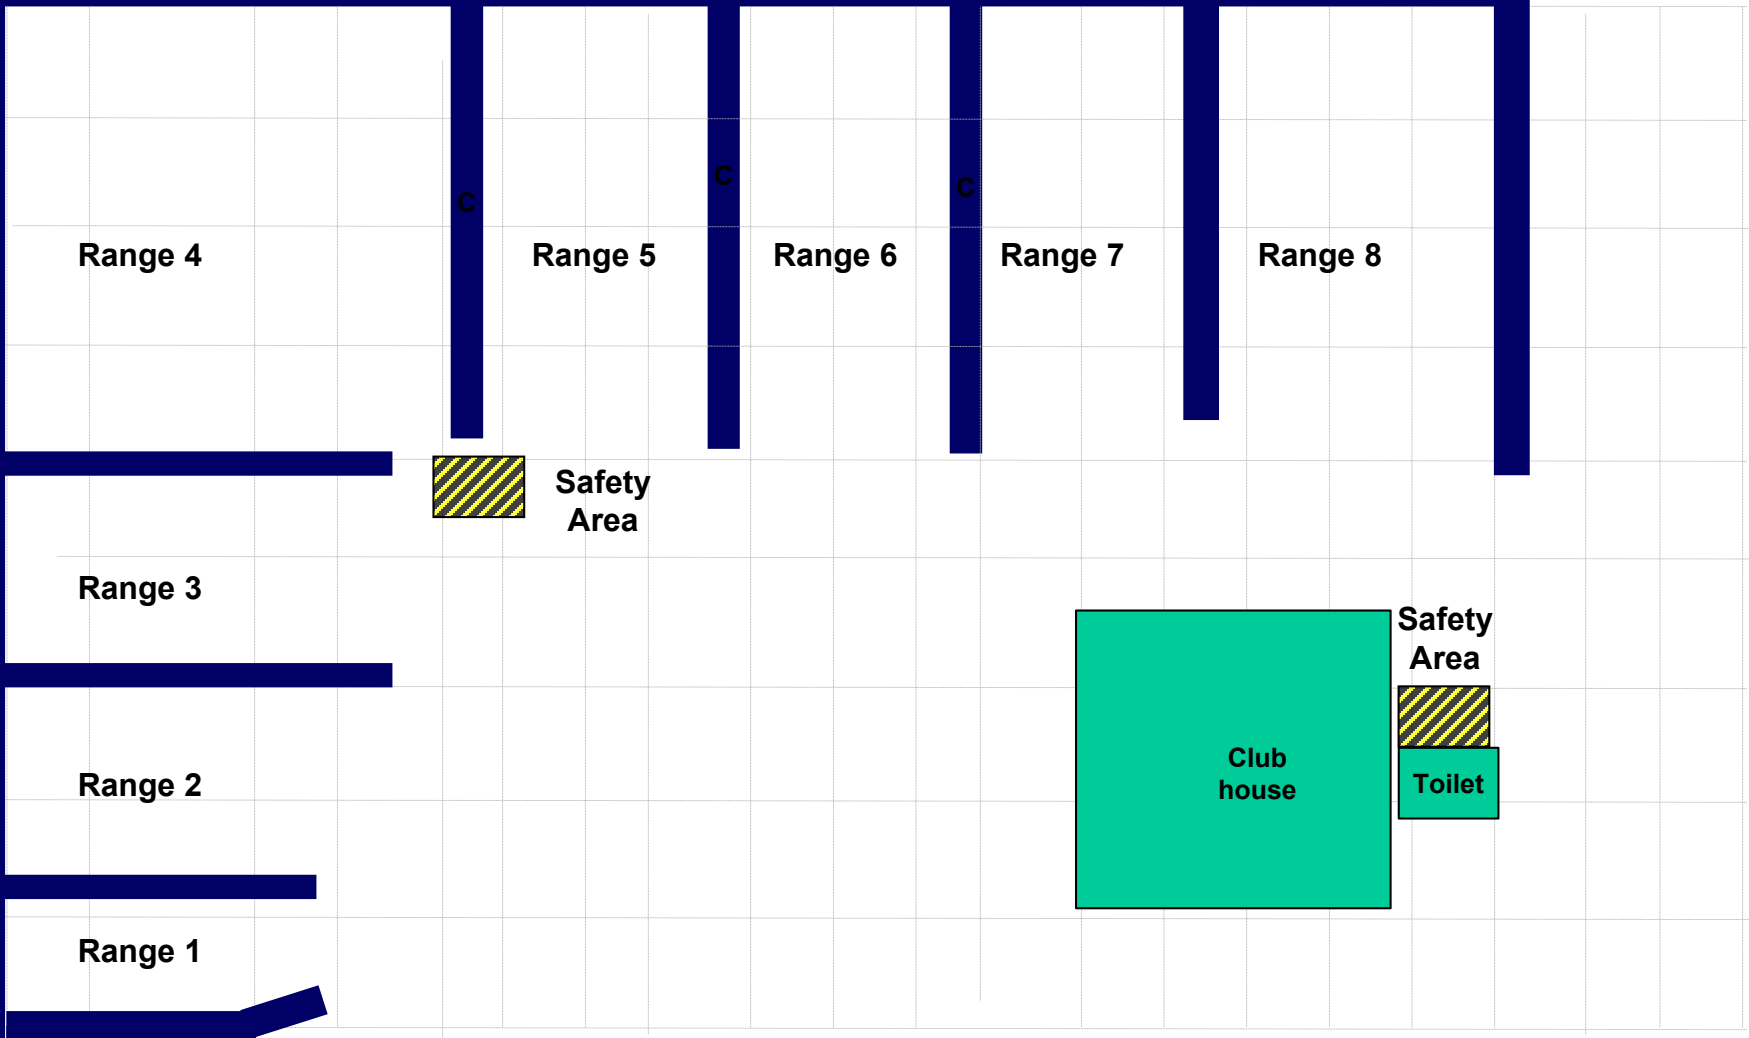 C
C
C
Range 4
Range 5
Range 6
Range 7
Range 8
Safety
Area
Range 3
Safety
Area
Range 2
Club
house
Toilet
Range 1